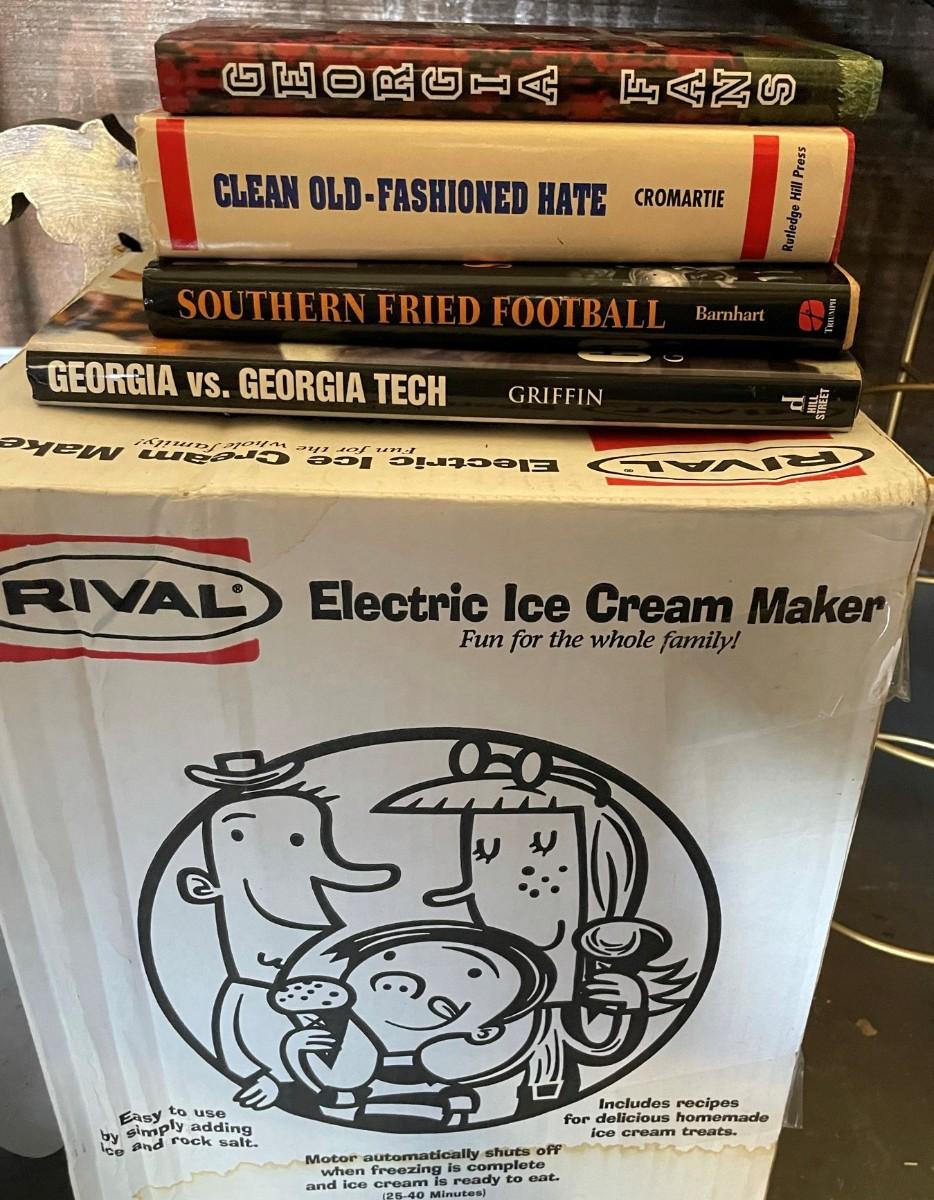 GEORGIA FANS
CLEAN OLD-FASHIONED HATE CROMARTIE Rutledge Hill Press
SOUTHERN FRIED FOOTBALL Barnhart TRIUMPH
GEORGIA vs. GEORGIA TECH GRIFFIN HILL STREET
RIVAL® Electric Ice Cream Make
Fun for the whole family!
RIVAL® Electric Ice Cream Maker
Fun for the whole family!
Easy to use
by simply adding
ice and rock salt.
Includes recipes
for delicious homemade
ice cream treats.
Motor automatically shuts off
when freezing is complete
and ice cream is ready to eat.
(25-40 Minutes)